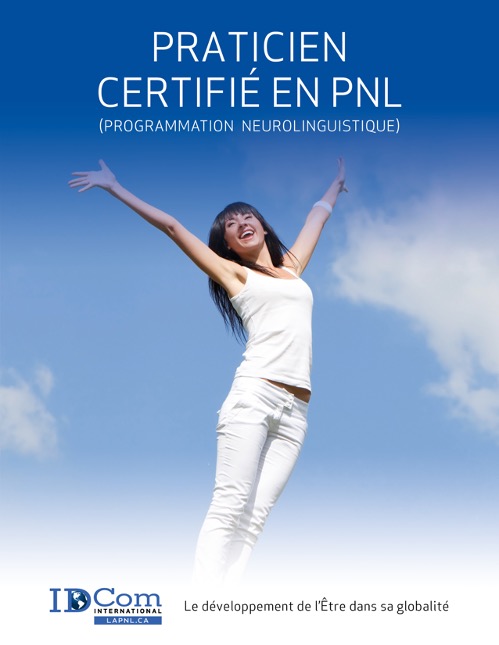 PRATICIEN
CERTIFIÉ EN PNL
(PROGRAMMATION NEUROLINGUISTIQUE)
IDCom
INTERNATIONAL
LAPNL.CA
Le développement de l'Être dans sa globalité